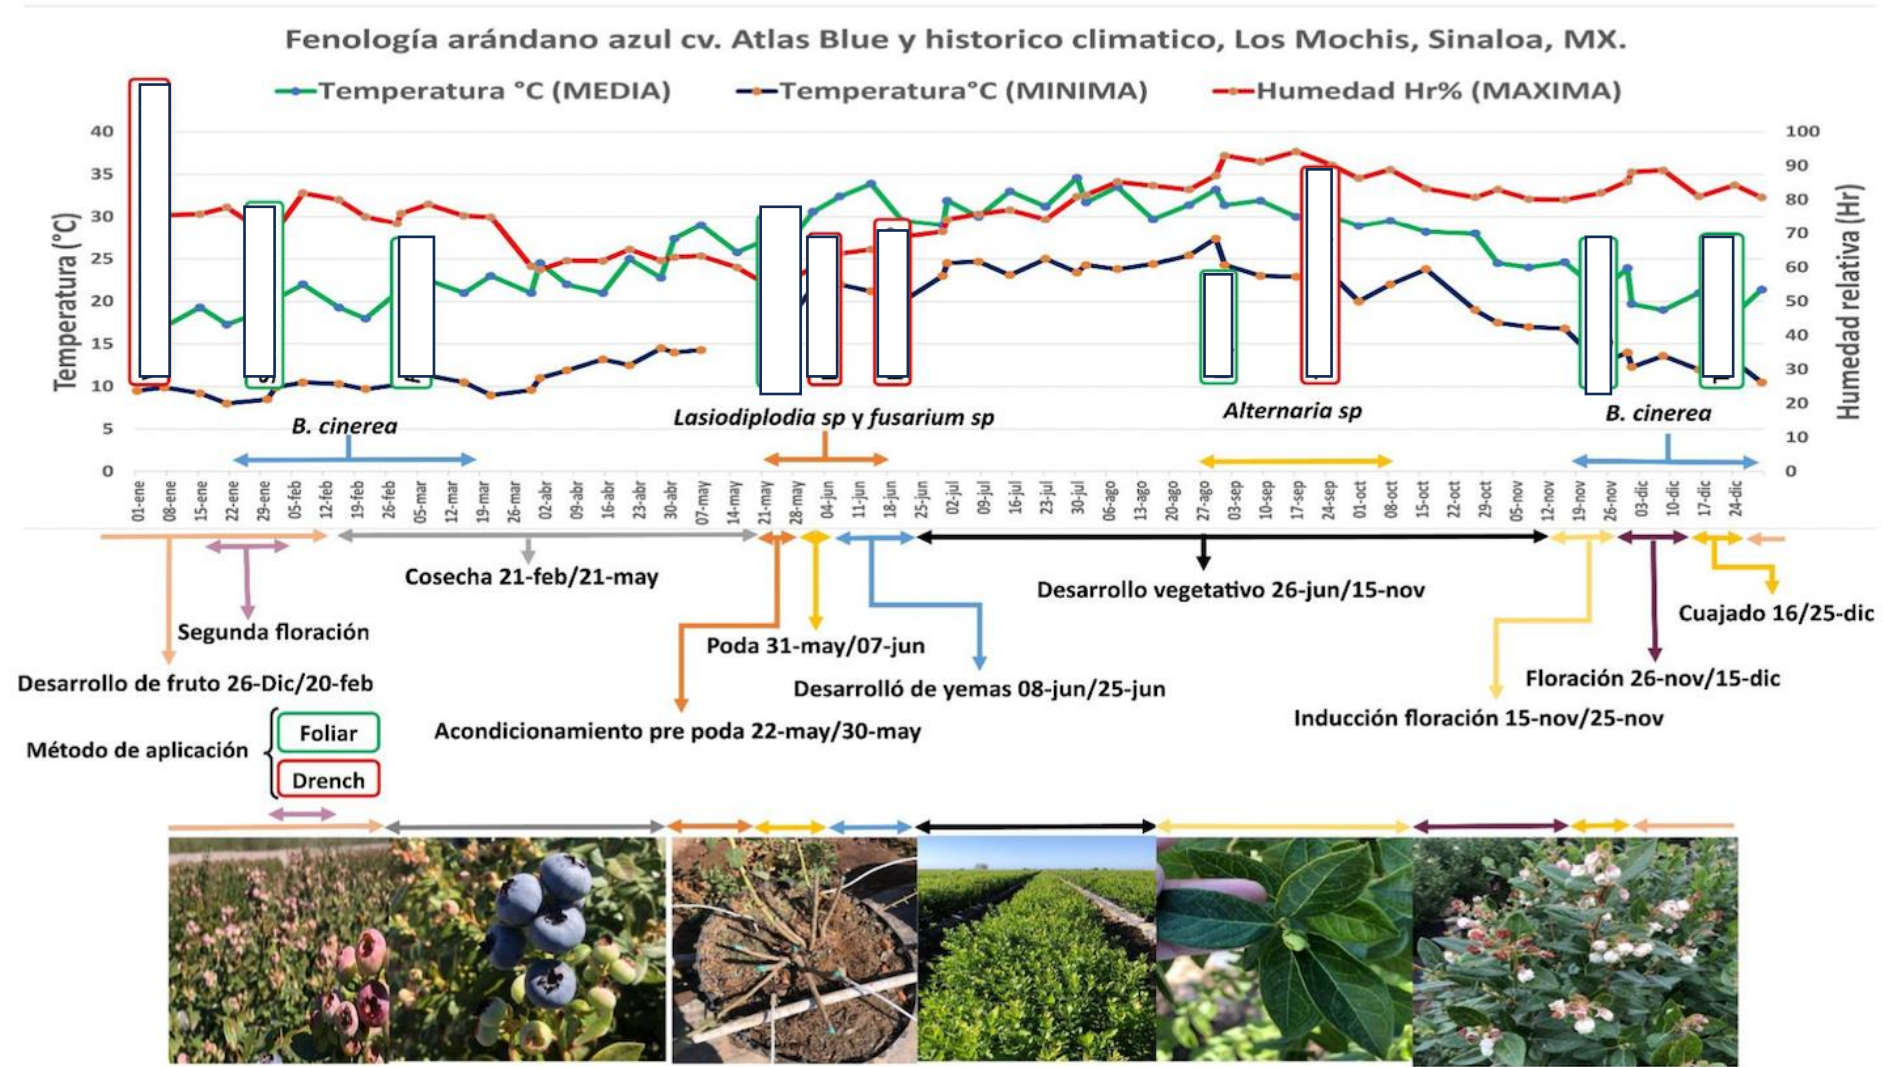 Fenología arándano azul cv. Atlas Blue y historico climatico, Los Mochis, Sinaloa, MX.
Temperatura °C (MEDIA)
Temperatura°C (MINIMA)
Humedad Hr% (MAXIMA)
Temperatura (°C)
40
35
30
25
20
15
10
5
0
100
90
80
70
60
50
40
30
20
10
0
Humedad relativa (Hr)
B. cinerea
Lasiodiplodia sp y fusarium sp
Alternaria sp
B. cinerea
01-ene
08-ene
15-ene
22-ene
29-ene
05-feb
12-feb
19-feb
26-feb
05-mar
12-mar
19-mar
26-mar
02-abr
09-abr
16-abr
23-abr
30-abr
07-may
14-may
21-may
28-may
04-jun
11-jun
18-jun
25-jun
02-jul
09-jul
16-jul
23-jul
30-jul
06-ago
13-ago
20-ago
27-ago
03-sep
10-sep
17-sep
24-sep
01-oct
08-oct
15-oct
22-oct
29-oct
05-nov
12-nov
19-nov
26-nov
03-dic
10-dic
17-dic
24-dic
Cosecha 21-feb/21-may
Desarrollo vegetativo 26-jun/15-nov
Cuajado 16/25-dic
Segunda floración
Poda 31-may/07-jun
Desarrollo de fruto 26-Dic/20-feb
Desarrolló de yemas 08-jun/25-jun
Floración 26-nov/15-dic
Inducción floración 15-nov/25-nov
Acondicionamiento pre poda 22-may/30-may
Método de aplicación
Foliar
Drench